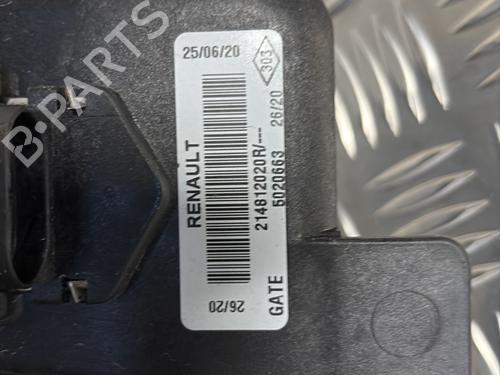 25/06/20
303
RENAULT
214812020R/---
5020663 26/20
26/20
GATE
B-PARTS